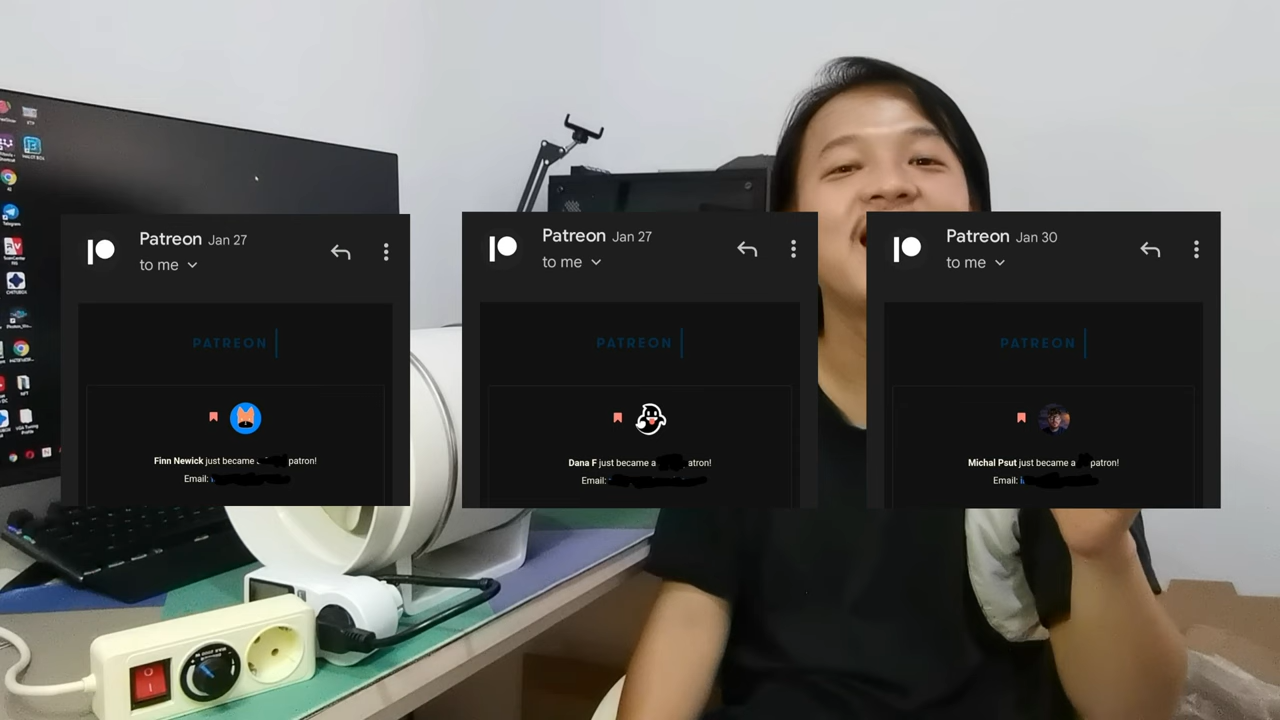 Patreon Jan 27
to me
PATREON
Finn Newick just became patron!
Email:
Patreon Jan 27
to me
PATREON
Dana F just became a atron!
Email:
Patreon Jan 30
to me
PATREON
Michal Psut just became a patron!
Email:
Telegram